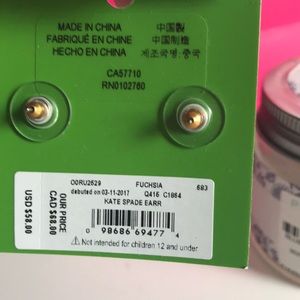 MADE IN CHINA
FABRIQUÉ EN CHINE
HECHO EN CHINA
中国製
中国制造
제조국명:중국
CA57710
RN0102760
O0RU2529 FUCHSIA 683
debuted on 03-11-2017 Q415 C1864
KATE SPADE EARR
0 98686 69477 4
⚠ Not intended for children 12 and under
OUR PRICE
CAD $68.00
USD $58.00